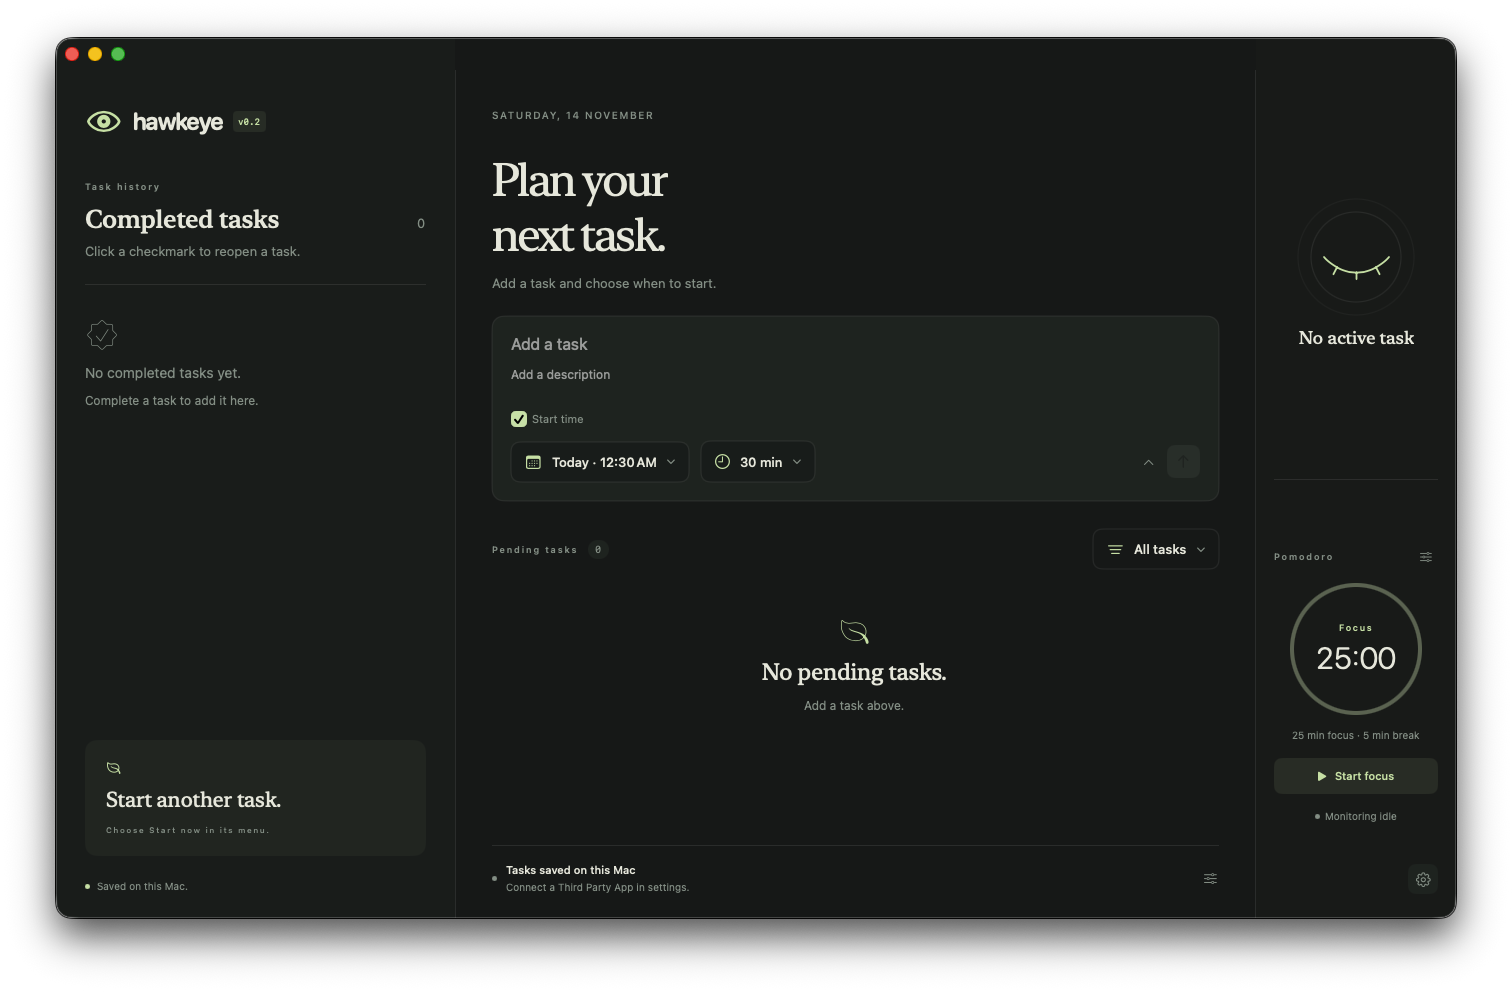 hawkeye v0.2
Task history
Completed tasks 0
Click a checkmark to reopen a task.
No completed tasks yet.
Complete a task to add it here.
Start another task.
Choose Start now in its menu.
Saved on this Mac.
SATURDAY, 14 NOVEMBER
Plan your
next task.
Add a task and choose when to start.
Add a task
Add a description
Start time
Today · 12:30 AM 30 min
Pending tasks 0 All tasks
No pending tasks.
Add a task above.
Tasks saved on this Mac
Connect a Third Party App in settings.
No active task
Pomodoro
Focus
25:00
25 min focus · 5 min break
Start focus
Monitoring idle